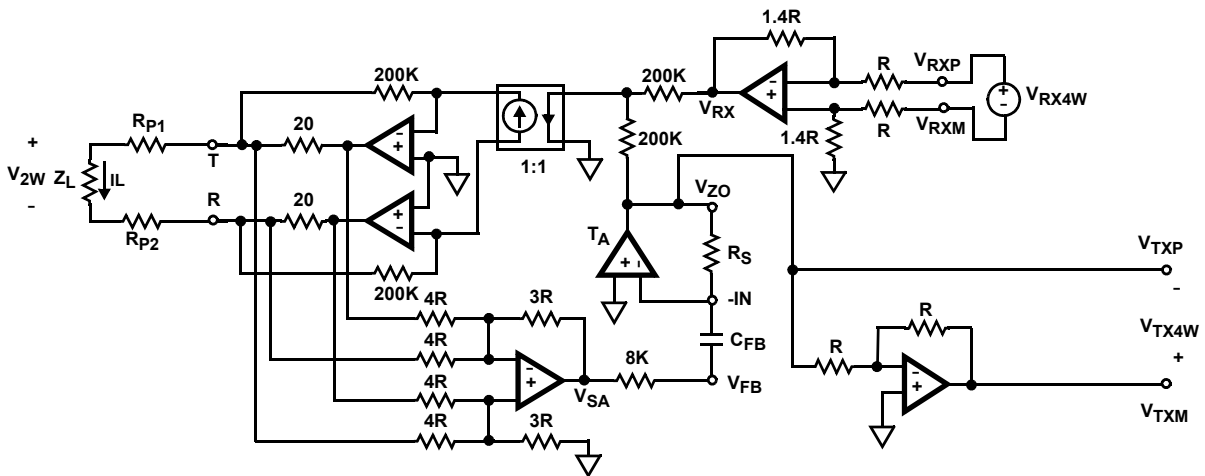 1.4R
200K
200K
R
V_RXP
V_RX
V_RX4W
R_P1
20
200K
R
V_RXM
+
T
1.4R
V_2W
Z_L
IL
1:1
-
R
20
V_ZO
R_P2
T_A
R_S
V_TXP
200K
-
4R
3R
-IN
R
V_TX4W
4R
C_FB
R
+
8K
4R
V_SA
V_FB
V_TXM
4R
3R